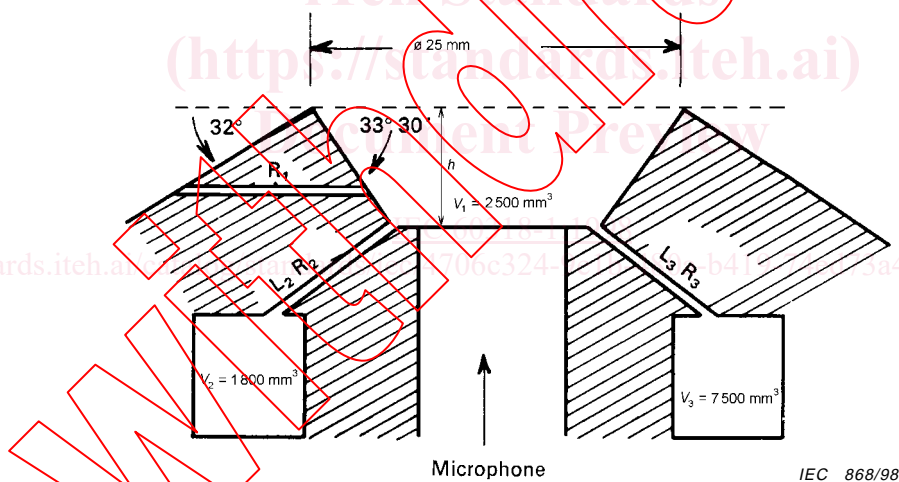 (https://standards.iteh.ai)
Document Preview
ø 25 mm
32°
33° 30'
R₁
h
V₁ = 2 500 mm³
L₂ R₂
L₃ R₃
V₂ = 1 800 mm³
V₃ = 7 500 mm³
Microphone
IEC 868/98